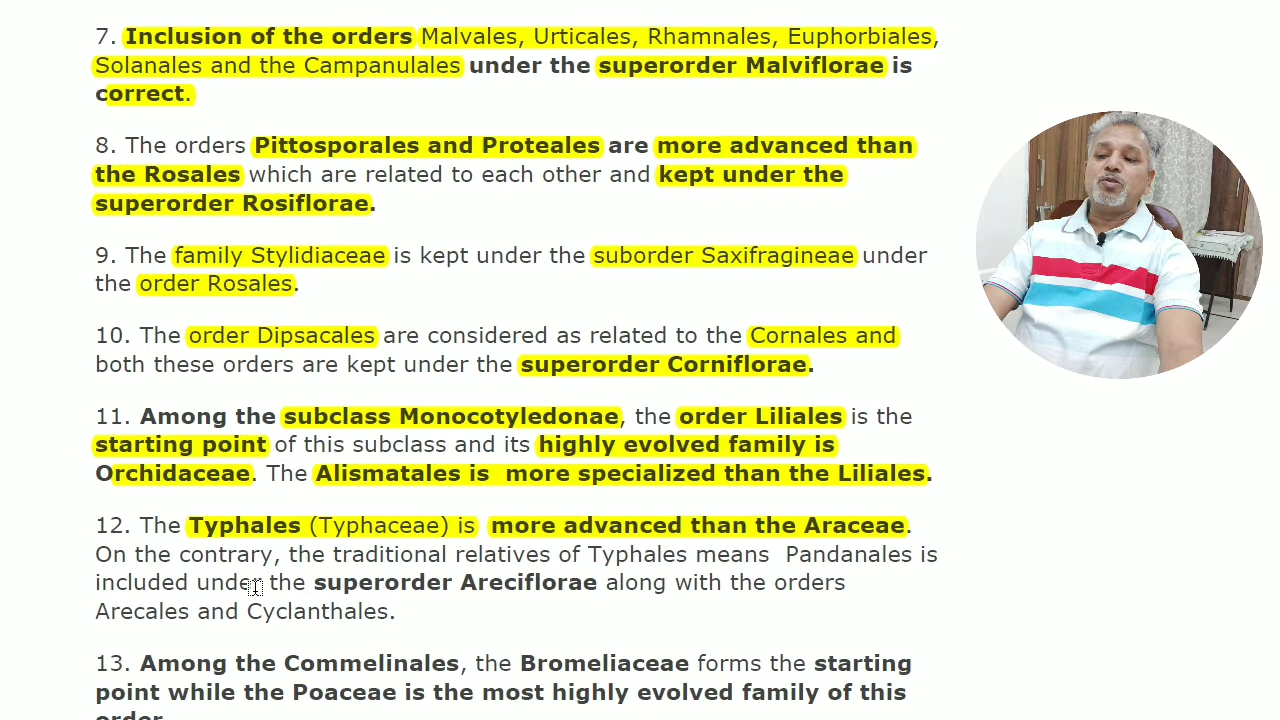 7. Inclusion of the orders Malvales, Urticales, Rhamnales, Euphorbiales,
Solanales and the Campanulales under the superorder Malviflorae is
correct.
8. The orders Pittosporales and Proteales are more advanced than
the Rosales which are related to each other and kept under the
superorder Rosiflorae.
9. The family Stylidiaceae is kept under the suborder Saxifragineae under
the order Rosales.
10. The order Dipsacales are considered as related to the Cornales and
both these orders are kept under the superorder Corniflorae.
11. Among the subclass Monocotyledonae, the order Liliales is the
starting point of this subclass and its highly evolved family is
Orchidaceae. The Alismatales is more specialized than the Liliales.
12. The Typhales (Typhaceae) is more advanced than the Araceae.
On the contrary, the traditional relatives of Typhales means Pandanales is
included under the superorder Areciflorae along with the orders
Arecales and Cyclanthales.
13. Among the Commelinales, the Bromeliaceae forms the starting
point while the Poaceae is the most highly evolved family of this
order